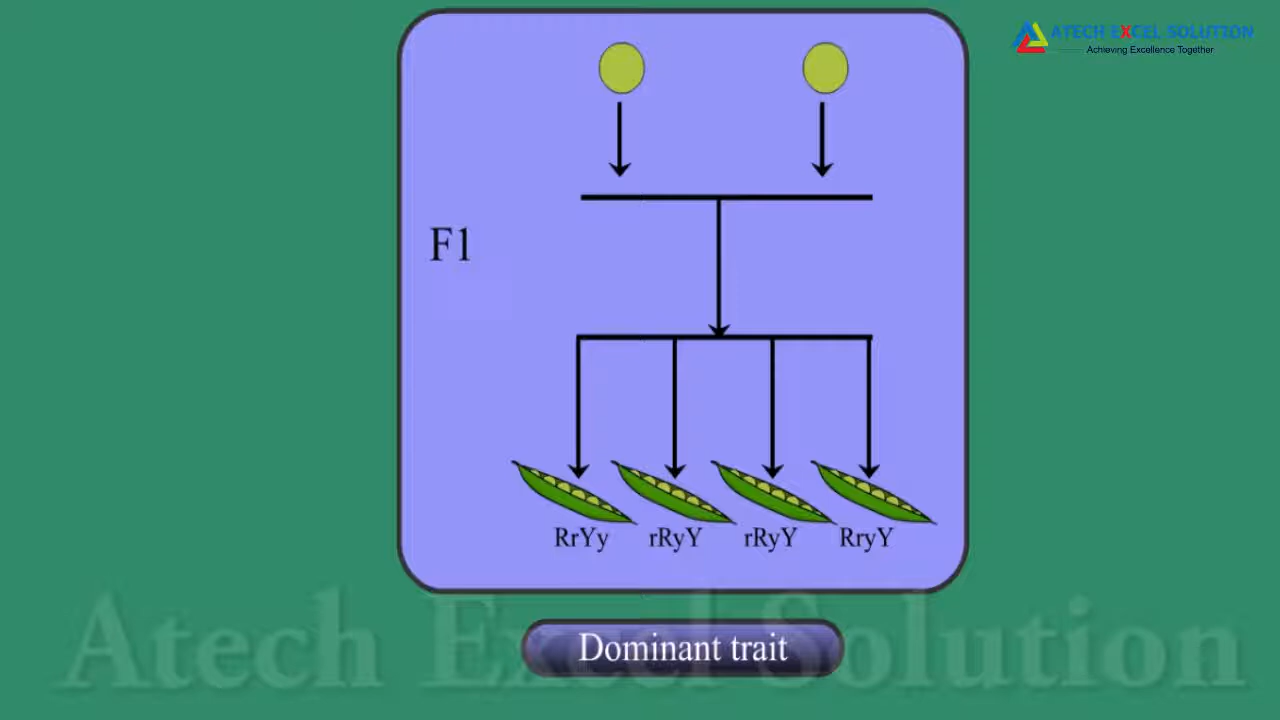 ATECH EXCEL SOLUTION
Achieving Excellence Together
F1
RrYy rRyY rRyY RryY
Atech Excel Solution
Dominant trait